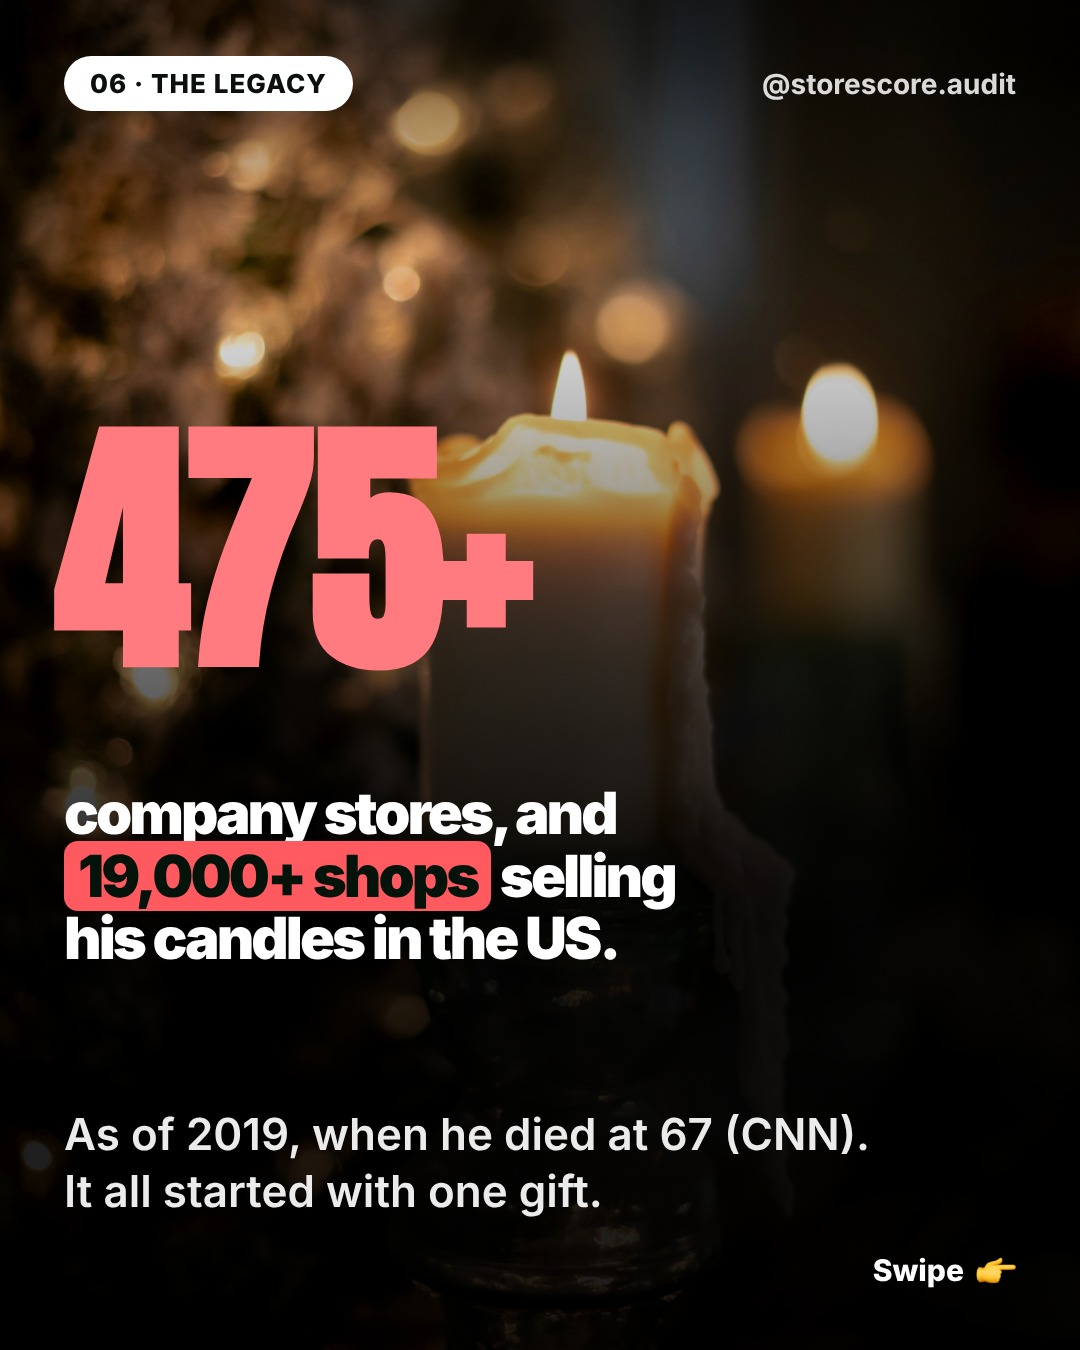 06 · THE LEGACY
@storescore.audit
475+
company stores, and
19,000+ shops selling
his candles in the US.
As of 2019, when he died at 67 (CNN).
It all started with one gift.
Swipe 👉